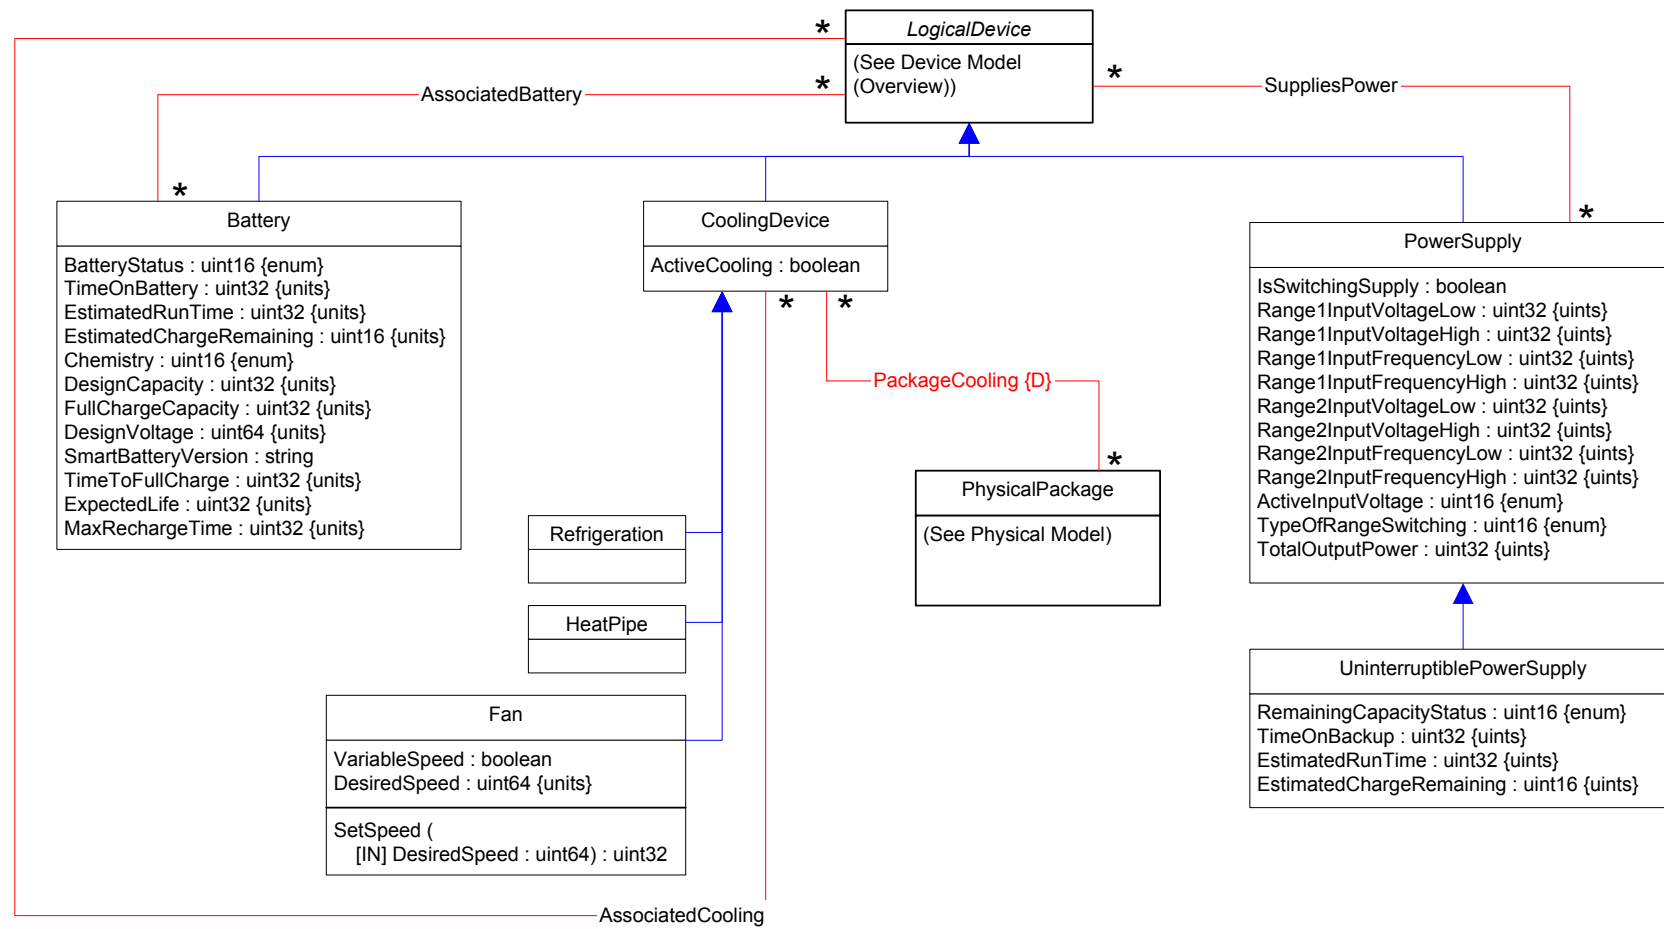 *
LogicalDevice
(See Device Model
(Overview))
*
*
AssociatedBattery
SuppliesPower
*
*
Battery
BatteryStatus : uint16 {enum}
TimeOnBattery : uint32 {units}
EstimatedRunTime : uint32 {units}
EstimatedChargeRemaining : uint16 {units}
Chemistry : uint16 {enum}
DesignCapacity : uint32 {units}
FullChargeCapacity : uint32 {units}
DesignVoltage : uint64 {units}
SmartBatteryVersion : string
TimeToFullCharge : uint32 {units}
ExpectedLife : uint32 {units}
MaxRechargeTime : uint32 {units}
CoolingDevice
ActiveCooling : boolean
*
*
PackageCooling {D}
*
PhysicalPackage
(See Physical Model)
PowerSupply
IsSwitchingSupply : boolean
Range1InputVoltageLow : uint32 {uints}
Range1InputVoltageHigh : uint32 {uints}
Range1InputFrequencyLow : uint32 {uints}
Range1InputFrequencyHigh : uint32 {uints}
Range2InputVoltageLow : uint32 {uints}
Range2InputVoltageHigh : uint32 {uints}
Range2InputFrequencyLow : uint32 {uints}
Range2InputFrequencyHigh : uint32 {uints}
ActiveInputVoltage : uint16 {enum}
TypeOfRangeSwitching : uint16 {enum}
TotalOutputPower : uint32 {uints}
Refrigeration
HeatPipe
Fan
VariableSpeed : boolean
DesiredSpeed : uint64 {units}
SetSpeed (
[IN] DesiredSpeed : uint64) : uint32
UninterruptiblePowerSupply
RemainingCapacityStatus : uint16 {enum}
TimeOnBackup : uint32 {uints}
EstimatedRunTime : uint32 {uints}
EstimatedChargeRemaining : uint16 {uints}
AssociatedCooling